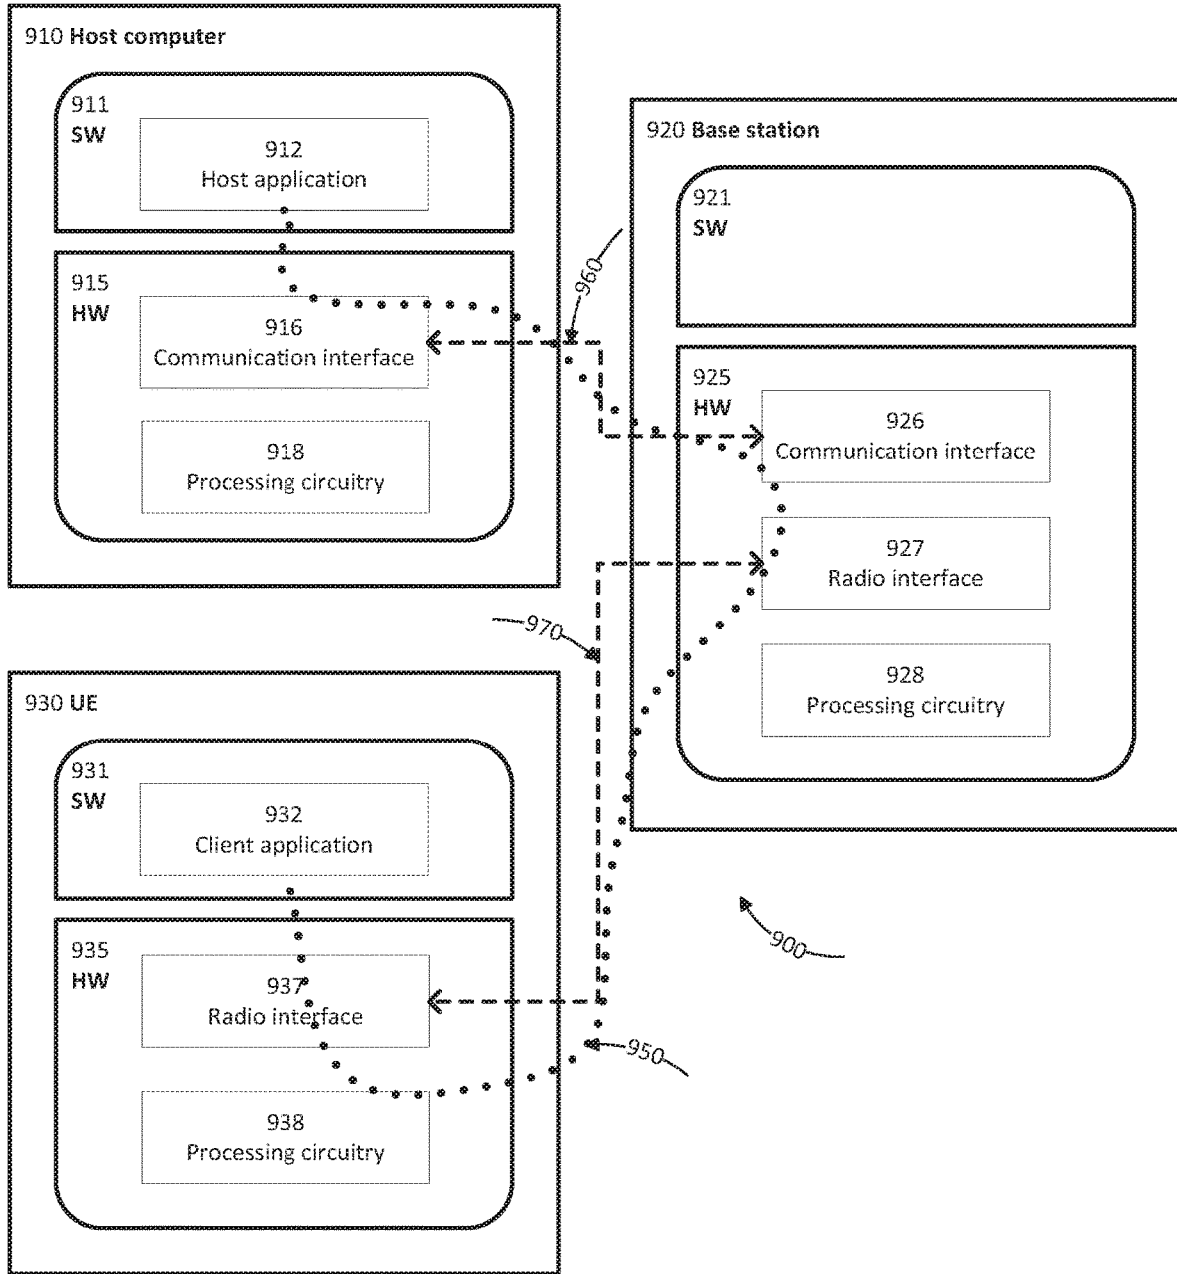 910 Host computer
911
SW
912
Host application
915
HW
916
Communication interface
918
Processing circuitry
960
920 Base station
921
SW
925
HW
926
Communication interface
927
Radio interface
928
Processing circuitry
970
930 UE
931
SW
932
Client application
935
HW
937
Radio interface
938
Processing circuitry
900
950